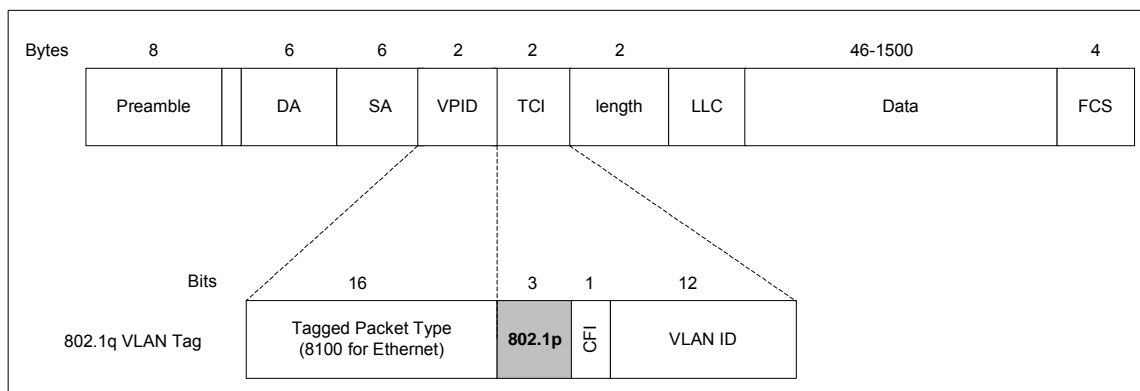 Bytes 8 6 6 2 2 2 46-1500 4
Preamble DA SA VPID TCI length LLC Data FCS
Bits 16 3 1 12
802.1q VLAN Tag
Tagged Packet Type
(8100 for Ethernet)
802.1p
CFI
VLAN ID